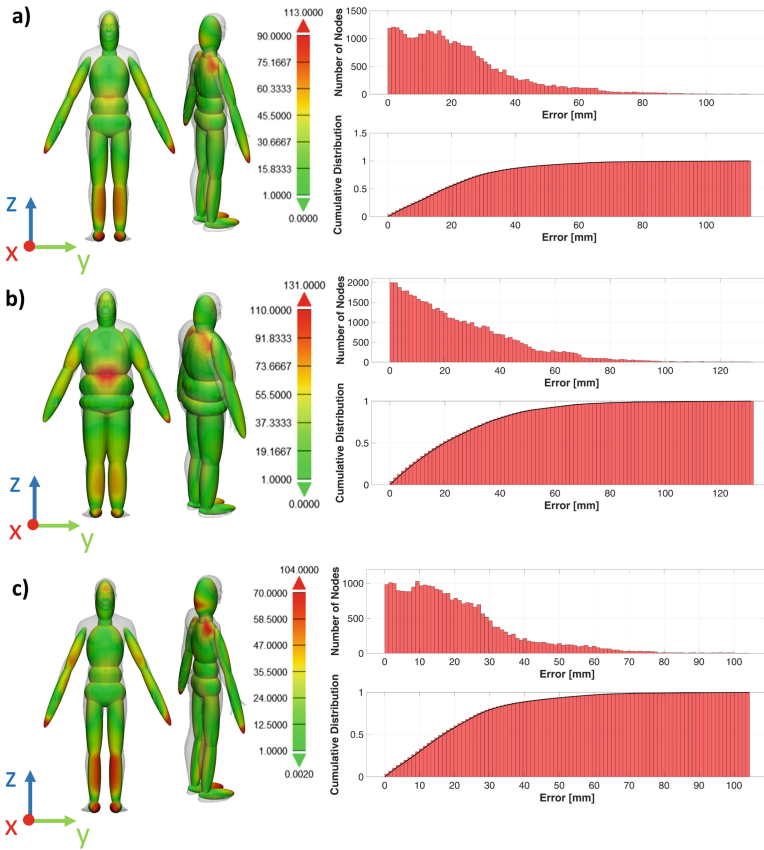 a)
113.0000
90.0000
75.1667
60.3333
45.5000
30.6667
15.8333
1.0000
0.0000
z
x
y
Number of Nodes
1500
1000
500
0
0 20 40 60 80 100
Error [mm]
Cumulative Distribution
1.5
1
0.5
0
0 20 40 60 80 100
Error [mm]
b)
131.0000
110.0000
91.8333
73.6667
55.5000
37.3333
19.1667
1.0000
0.0000
z
x
y
Number of Nodes
2000
1500
1000
500
0
0 20 40 60 80 100 120
Error [mm]
Cumulative Distribution
1
0.5
0
0 20 40 60 80 100 120
Error [mm]
c)
104.0000
70.0000
58.5000
47.0000
35.5000
24.0000
12.5000
1.0000
0.0020
z
x
y
Number of Nodes
1000
500
0
0 10 20 30 40 50 60 70 80 90 100
Error [mm]
Cumulative Distribution
1
0.5
0
0 10 20 30 40 50 60 70 80 90 100
Error [mm]